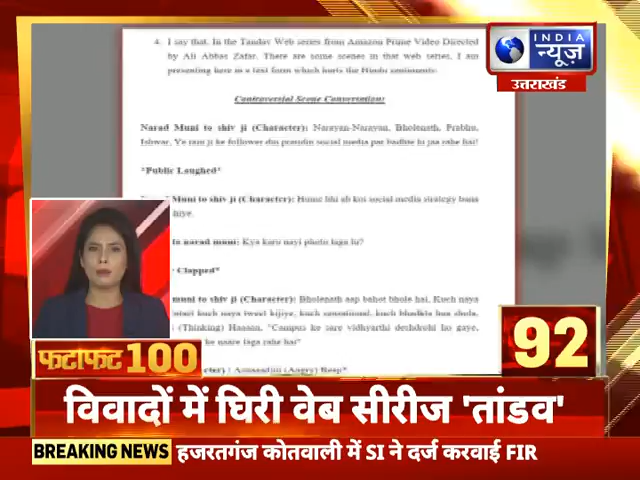 4. I say that. In the Tandav Web series from Amazon Prime Video Directed
by Ali Abbas Zafar. There are some scenes in that web series, I am
presenting here in a text form which hurts the Hindu sentiments.
INDIA
न्यूज़
उत्तराखंड
Controversial Scene Conversation:
Narad Muni to shiv ji (Character): Narayan-Narayan, Bholenath, Prabhu,
Ishwar, Ye ram ji ke follower din pratidin social media par badhte hi jaa rahe hai!
*Public Laughed*
Muni to shiv ji (Character): Hume bhi ab koi social media strategy bana
hiye.
narad muni: Kya karu nayi photo laga lu?
Clapped*
muni to shiv ji (Character): Bholenath aap bahot bhole hai, Kuch naya
kuch naya tweet kijiye, kuch sensational, kuch bhadkta hua shola,
(Thinking) Haaaan, "Campus ke sare vidhyarthi deshdrohi ho gaye,
ke naare laga rahe hai"
(Angry) Beep*
फटाफट 100
92
विवादों में घिरी वेब सीरीज 'तांडव'
BREAKING NEWS हजरतगंज कोतवाली में SI ने दर्ज करवाई FIR